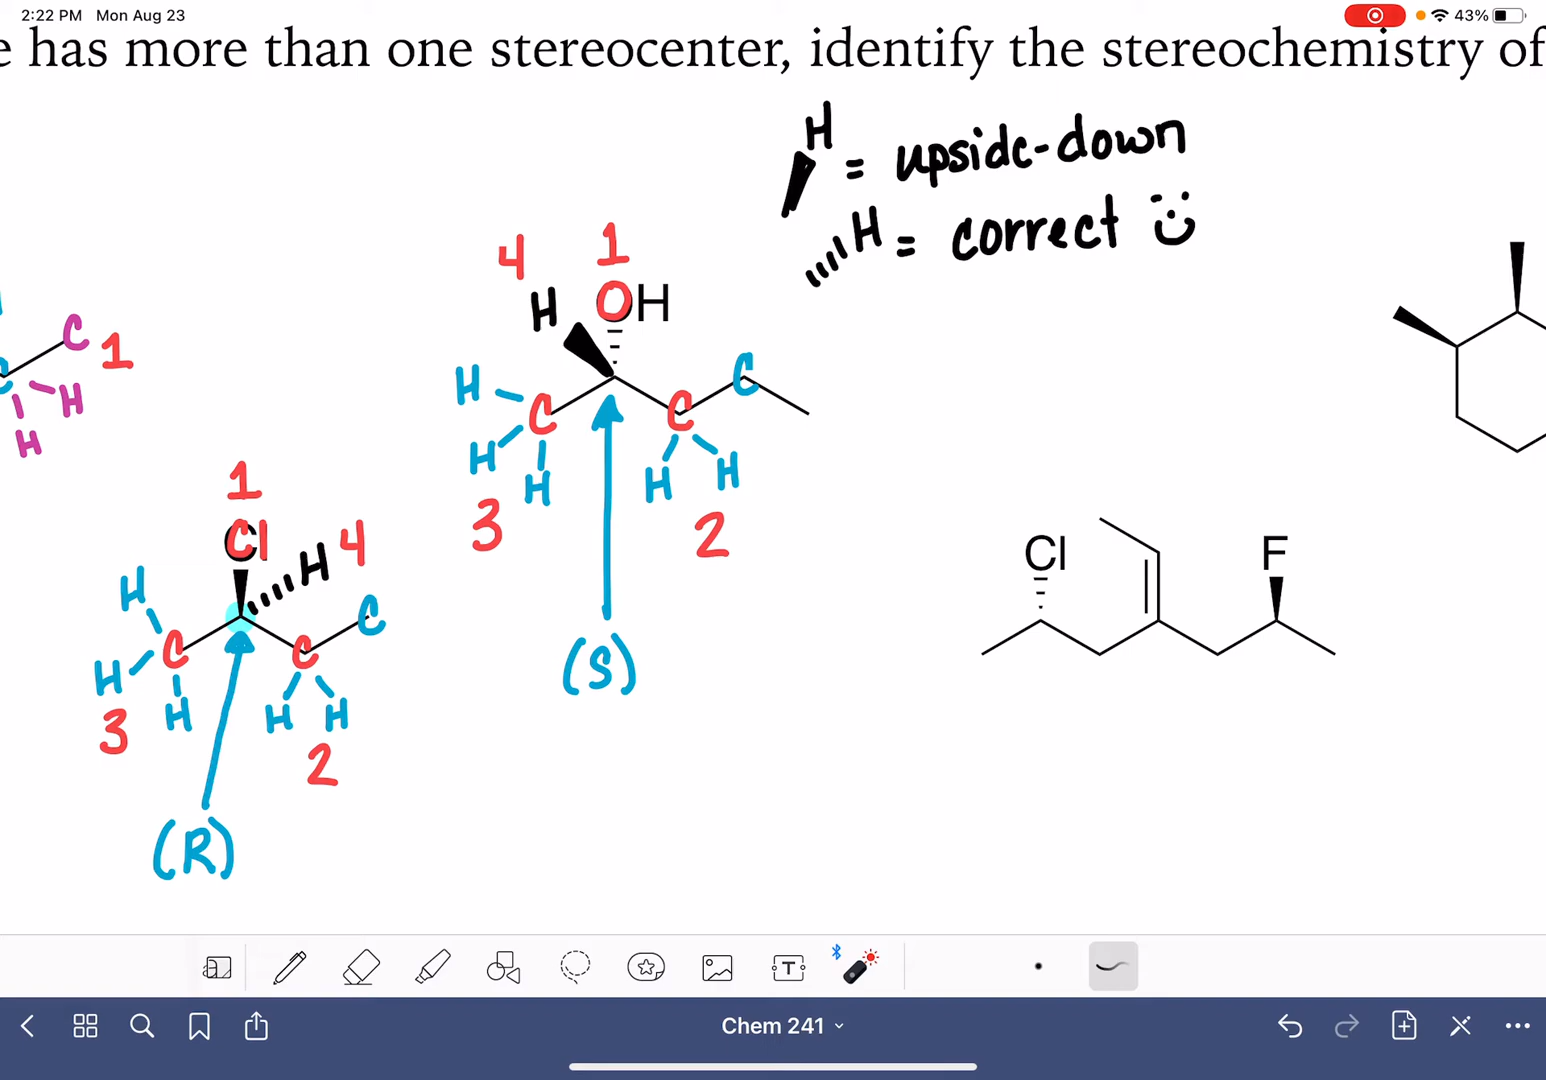 2:22 PM Mon Aug 23
43%
e has more than one stereocenter, identify the stereochemistry of
H = upside-down
H = correct
4 1
H OH
C 1
H
H
H C C C
H H H H
3 2
1
Cl H 4
H C C C
H H H H
3 2
(S)
(R)
Cl F
T
Chem 241